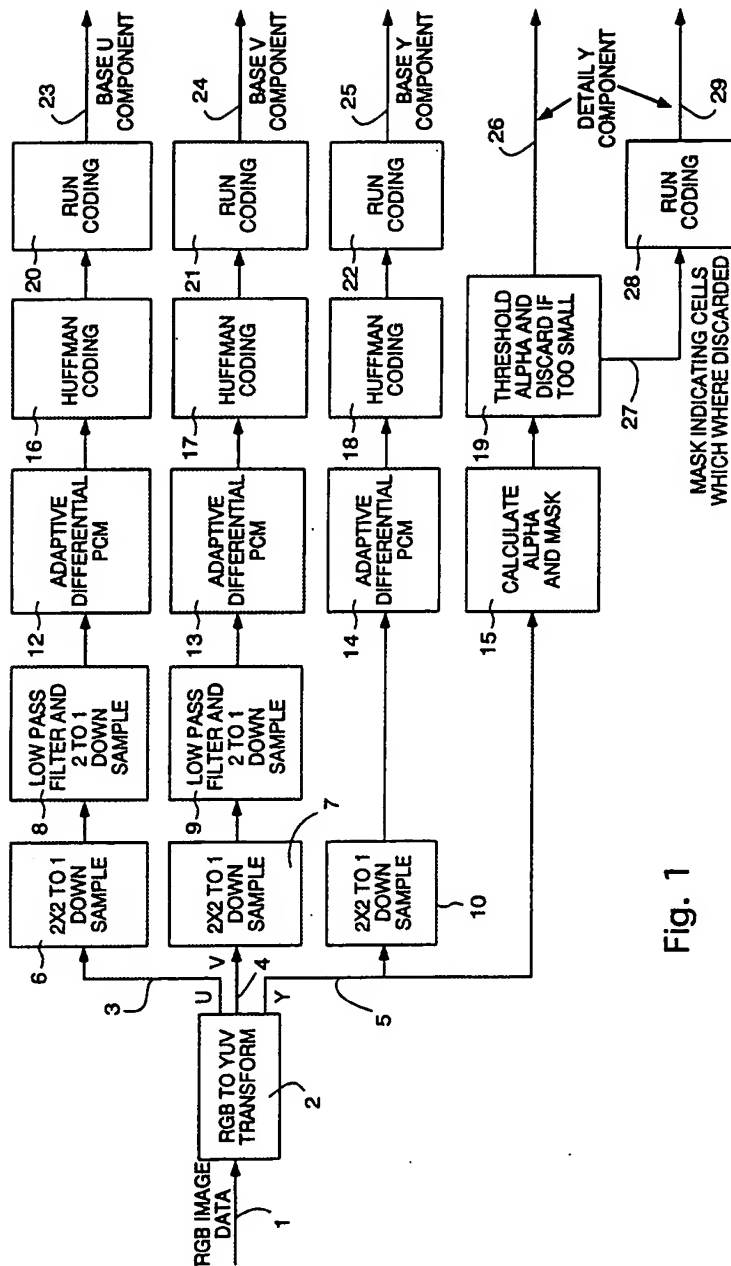 RGB IMAGE
DATA
1
RGB TO YUV
TRANSFORM
2
U
3
V
4
Y
5
2X2 TO 1
DOWN
SAMPLE
6
LOW PASS
FILTER AND
2 TO 1
DOWN
SAMPLE
8
ADAPTIVE
DIFFERENTIAL
PCM
12
HUFFMAN
CODING
16
RUN
CODING
20
23
BASE U
COMPONENT
2X2 TO 1
DOWN
SAMPLE
7
LOW PASS
FILTER AND
2 TO 1
DOWN
SAMPLE
9
ADAPTIVE
DIFFERENTIAL
PCM
13
HUFFMAN
CODING
17
RUN
CODING
21
24
BASE V
COMPONENT
2X2 TO 1
DOWN
SAMPLE
10
ADAPTIVE
DIFFERENTIAL
PCM
14
HUFFMAN
CODING
18
RUN
CODING
22
25
BASE Y
COMPONENT
CALCULATE
ALPHA
AND MASK
15
THRESHOLD
ALPHA AND
DISCARD IF
TOO SMALL
19
26
DETAIL Y
COMPONENT
27
RUN
CODING
28
29
MASK INDICATING CELLS
WHICH WHERE DISCARDED
Fig. 1